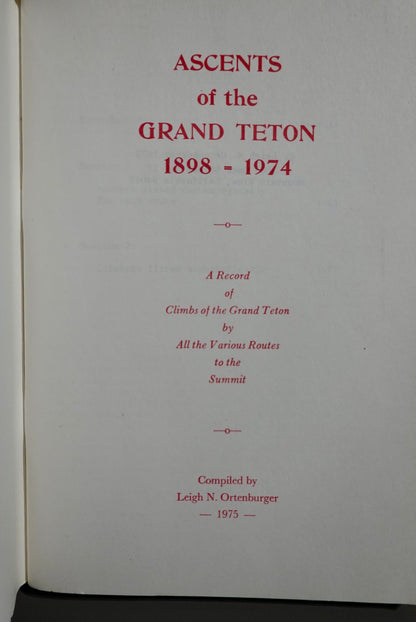 ASCENTS
of the
GRAND TETON
1898 - 1974
A Record
of
Climbs of the Grand Teton
by
All the Various Routes
to the
Summit
Compiled by
Leigh N. Ortenburger
— 1975 —